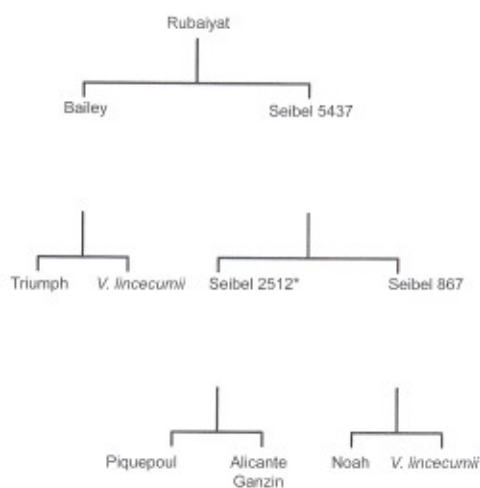 Rubaiyat
Bailey
Seibel 5437
Triumph
V. lincecumii
Seibel 2512*
Seibel 867
Piquepoul
Alicante
Ganzin
Noah
V. lincecumii